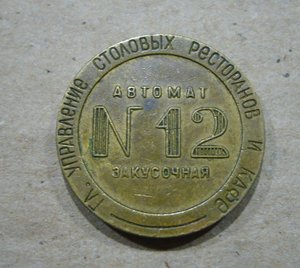 ГЛ. УПРАВЛЕНИЕ СТОЛОВЫХ РЕСТОРАНОВ И КАФЕ
АВТОМАТ
N 12
ЗАКУСОЧНАЯ